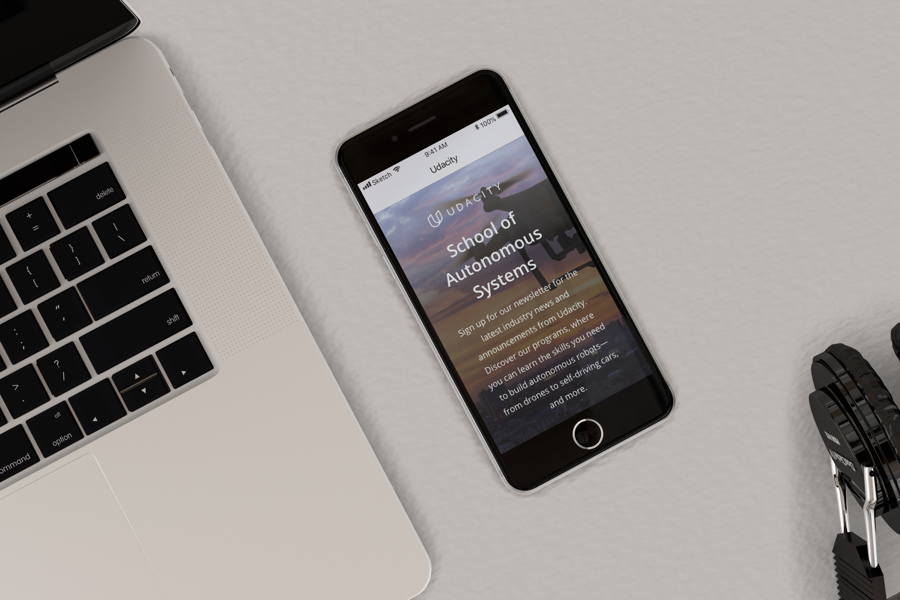 Sketch
9:41 AM
100%
Udacity
UDACITY
School of
Autonomous
Systems
Sign up for our newsletter for the
latest industry news and
announcements from Udacity.
Discover our programs, where
you can learn the skills you need
to build autonomous robots—
from drones to self-driving cars,
and more.
delete
+
=
{
[
}
]
|
\
return
:
;
"
'
shift
>
.
?
/
command
alt
option